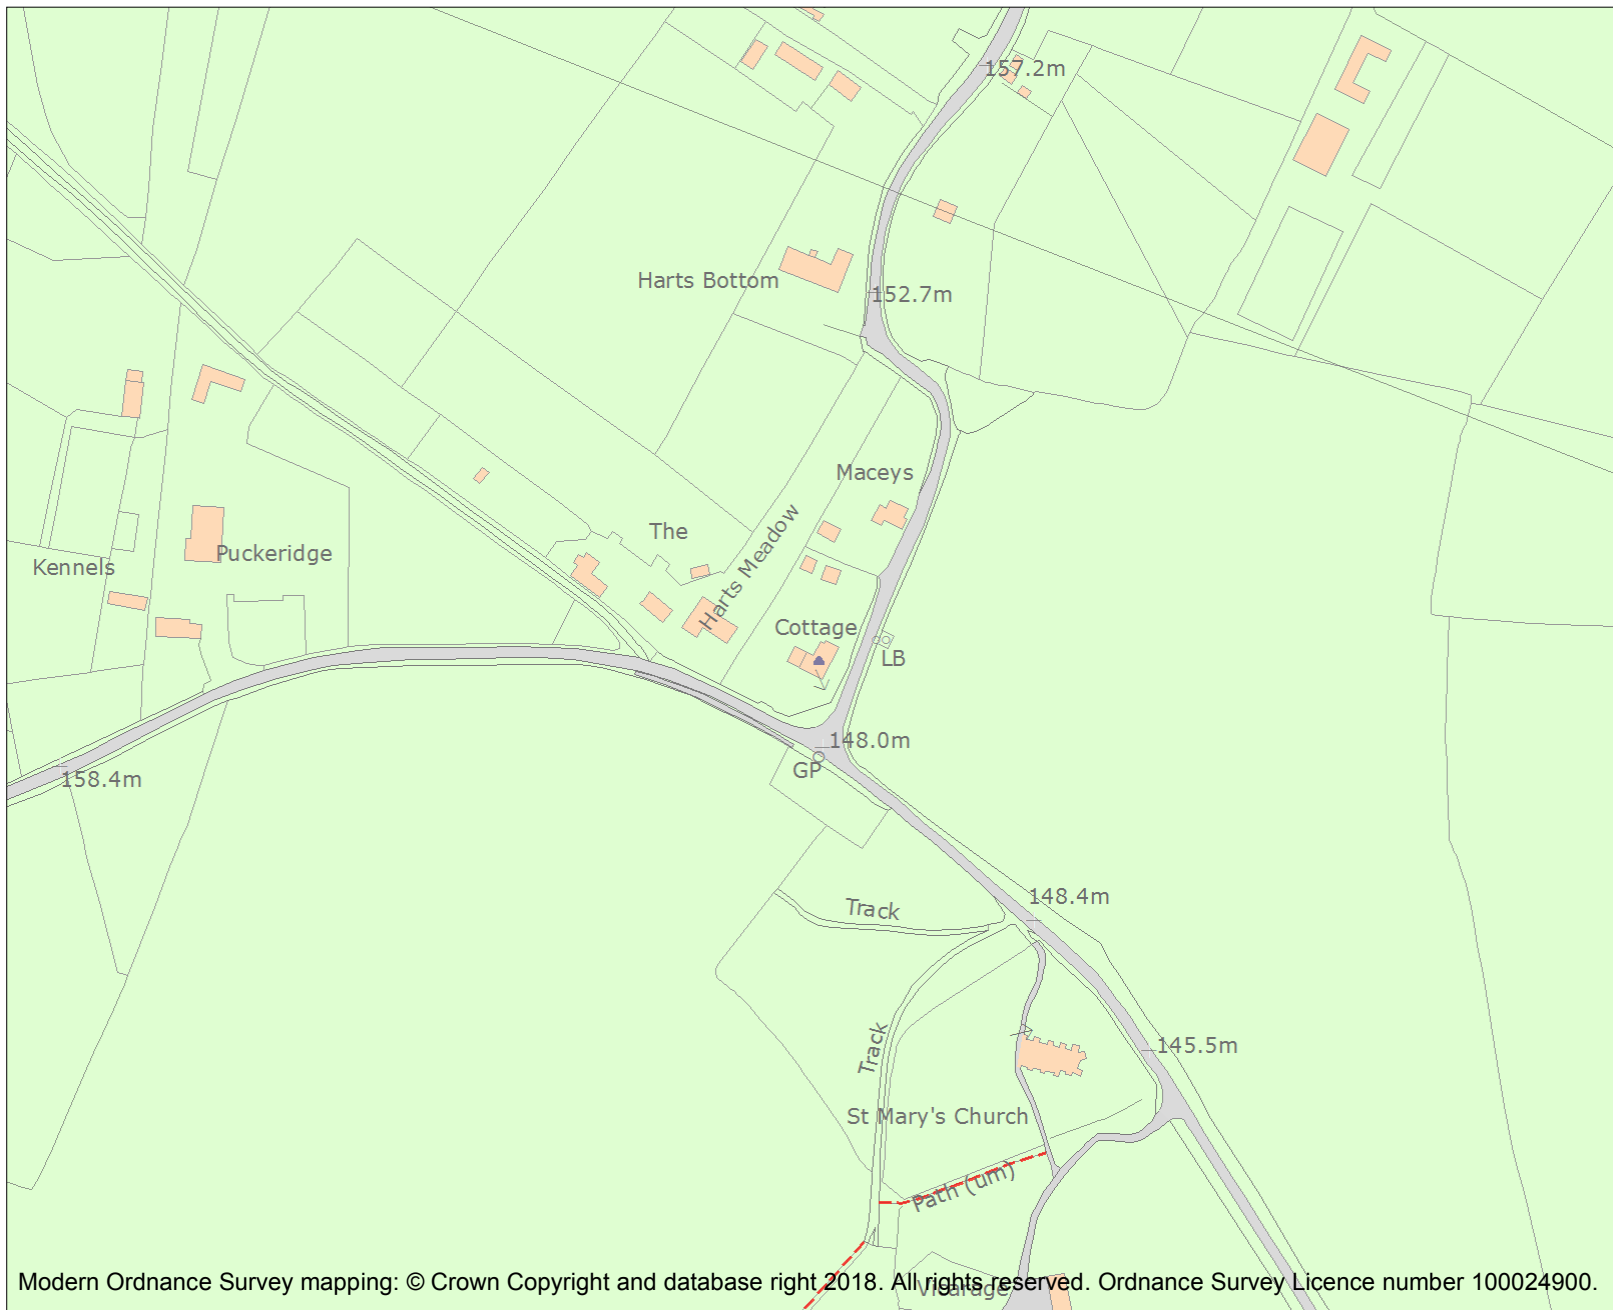 157.2m
Harts Bottom
152.7m
Maceys
The
Harts Meadow
Puckeridge
Kennels
Cottage
LB
148.0m
GP
158.4m
148.4m
Track
Track
145.5m
St Mary's Church
Path (um)
Vicarage
Modern Ordnance Survey mapping: © Crown Copyright and database right 2018. All rights reserved. Ordnance Survey Licence number 100024900.